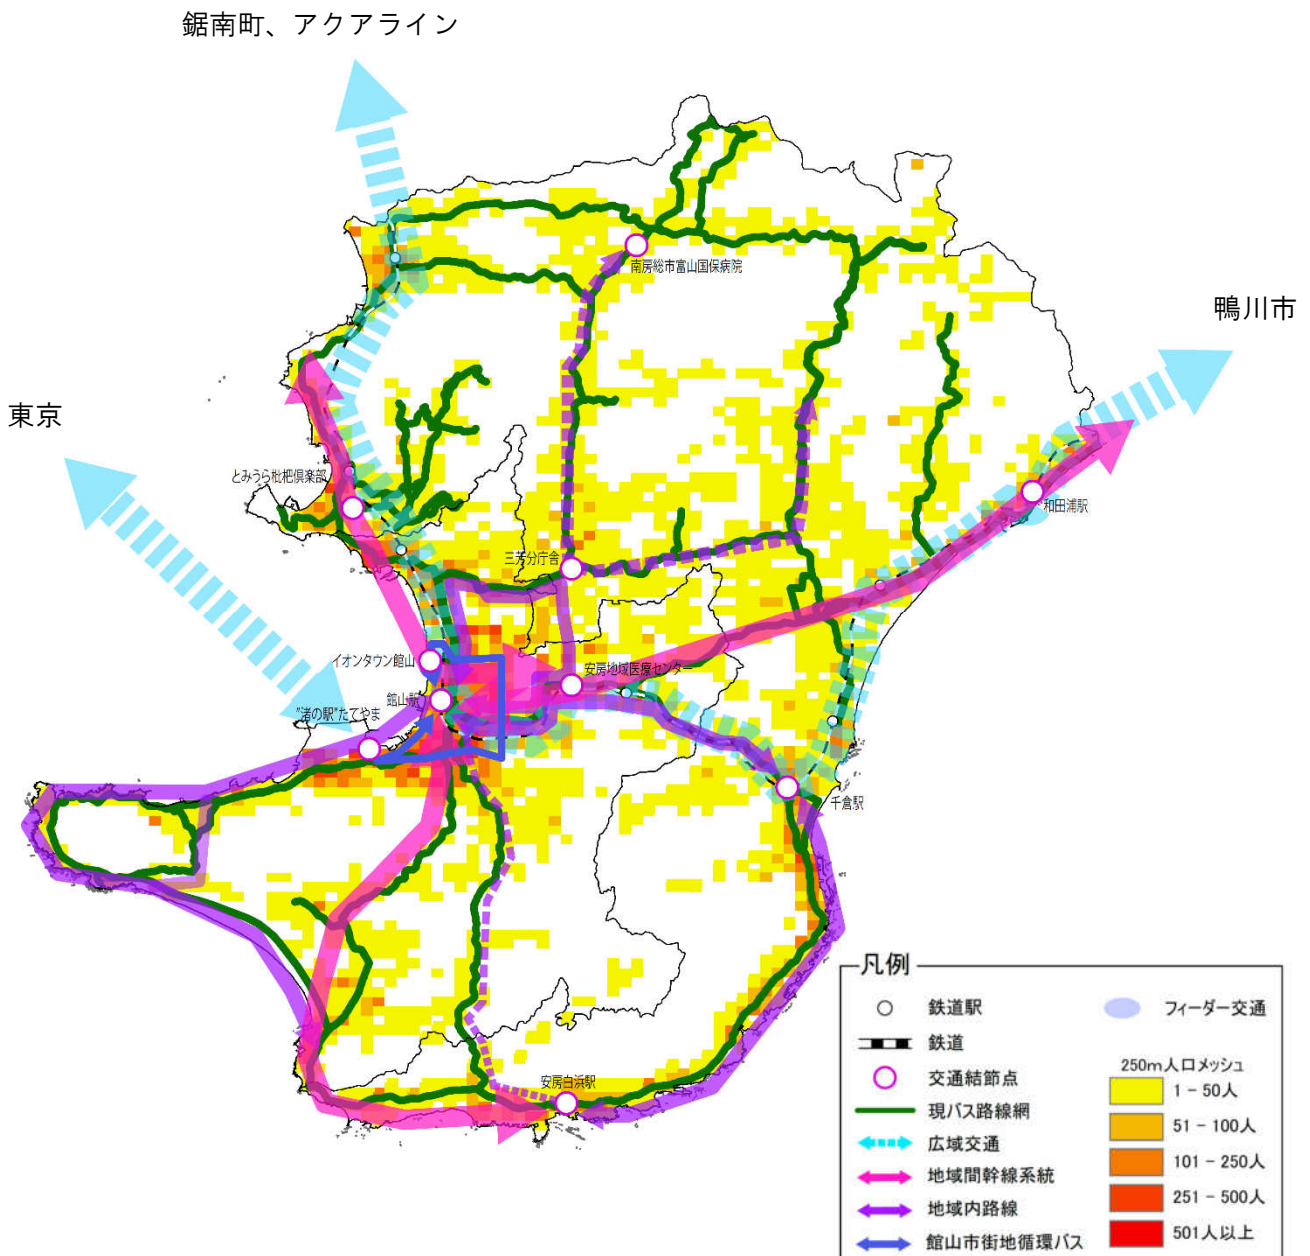 鋸南町、アクアライン
鴨川市
東京
南房総市富山国保病院
とみうら枇杷倶楽部
和田浦駅
三芳分庁舎
イオンタウン館山
安房地域医療センター
館山駅
"渚の駅"たてやま
千倉駅
安房白浜駅
凡例
鉄道駅
鉄道
交通結節点
現バス路線網
広域交通
地域間幹線系統
地域内路線
館山市街地循環バス
フィーダー交通
250m人口メッシュ
1 - 50人
51 - 100人
101 - 250人
251 - 500人
501人以上